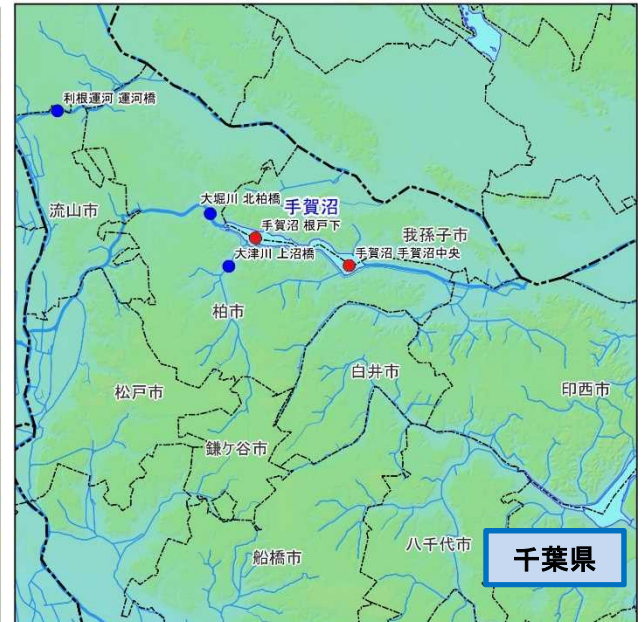 利根運河 運河橋
大堀川 北柏橋
手賀沼
流山市
手賀沼 根戸下
我孫子市
大津川 上沼橋
手賀沼 手賀沼中央
柏市
白井市
松戸市
印西市
鎌ケ谷市
八千代市
船橋市
千葉県